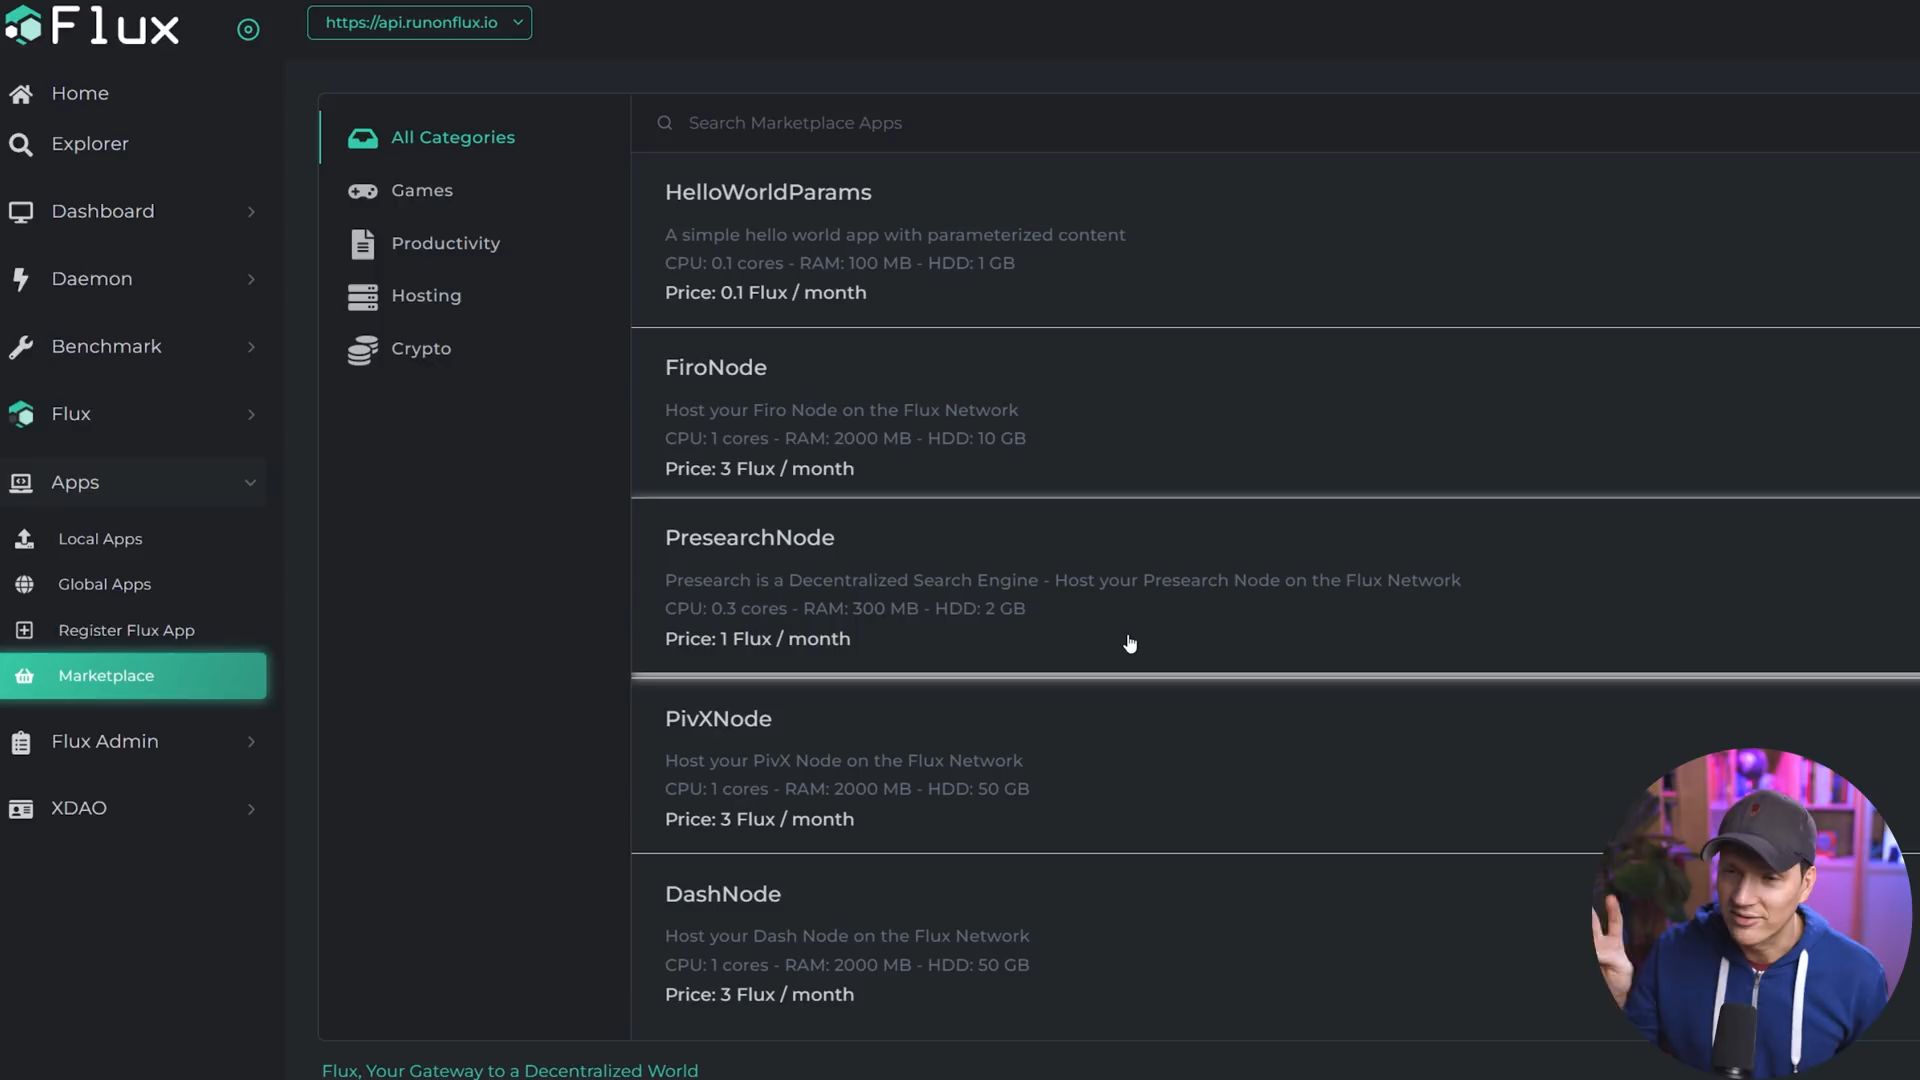 Flux
https://api.runonflux.io
Home
Explorer
Dashboard
Daemon
Benchmark
Flux
Apps
Local Apps
Global Apps
Register Flux App
Marketplace
Flux Admin
XDAO
All Categories
Games
Productivity
Hosting
Crypto
Search Marketplace Apps
HelloWorldParams
A simple hello world app with parameterized content
CPU: 0.1 cores - RAM: 100 MB - HDD: 1 GB
Price: 0.1 Flux / month
FiroNode
Host your Firo Node on the Flux Network
CPU: 1 cores - RAM: 2000 MB - HDD: 10 GB
Price: 3 Flux / month
PresearchNode
Presearch is a Decentralized Search Engine - Host your Presearch Node on the Flux Network
CPU: 0.3 cores - RAM: 300 MB - HDD: 2 GB
Price: 1 Flux / month
PivXNode
Host your PivX Node on the Flux Network
CPU: 1 cores - RAM: 2000 MB - HDD: 50 GB
Price: 3 Flux / month
DashNode
Host your Dash Node on the Flux Network
CPU: 1 cores - RAM: 2000 MB - HDD: 50 GB
Price: 3 Flux / month
Flux, Your Gateway to a Decentralized World